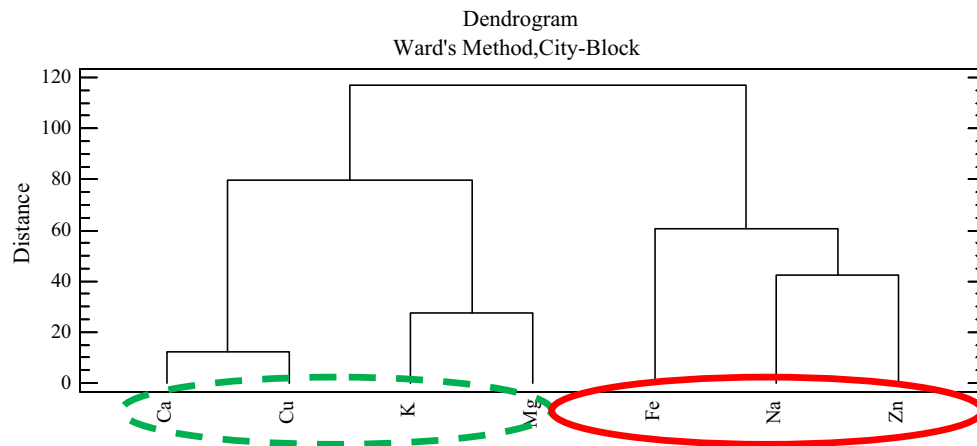 Dendrogram
Ward's Method,City-Block
120
100
80
60
40
20
0
Distance
Ca
Cu
K
Mg
Fe
Na
Zn